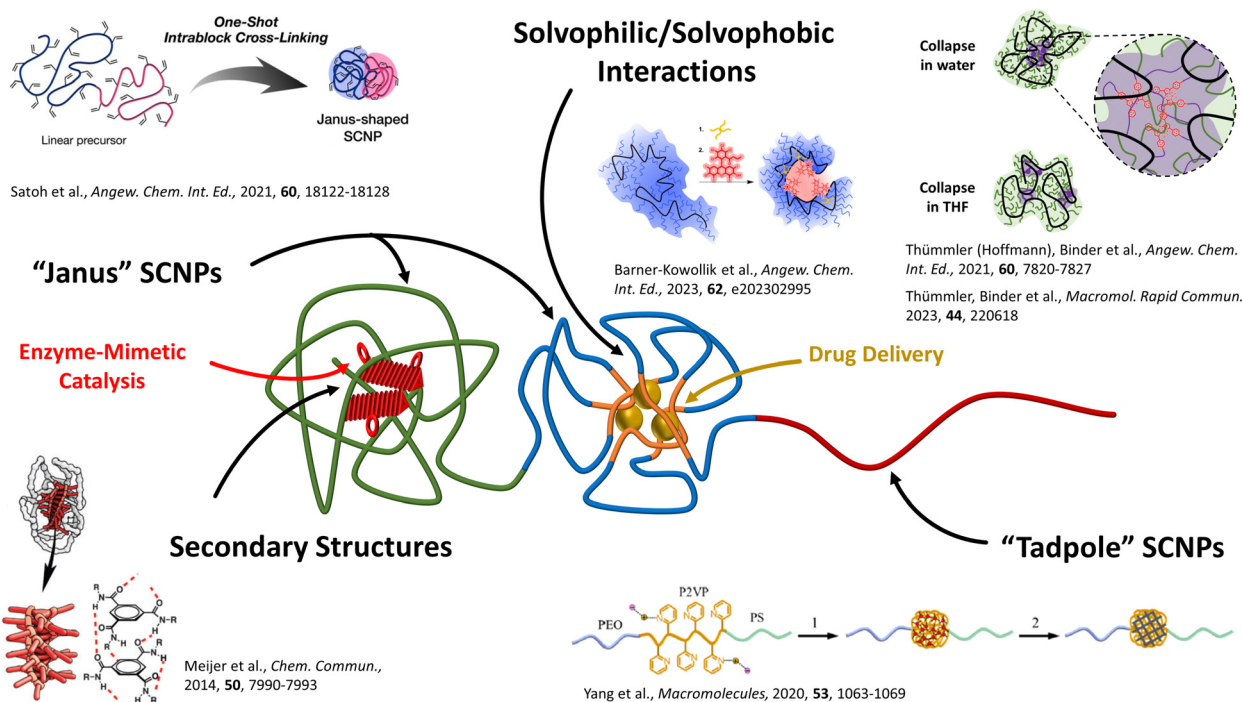 One-Shot
Intrablock Cross-Linking
Linear precursor
Janus-shaped
SCNP
Satoh et al., Angew. Chem. Int. Ed., 2021, 60, 18122-18128
Solvophilic/Solvophobic
Interactions
1.
2.
Barner-Kowollik et al., Angew. Chem.
Int. Ed., 2023, 62, e202302995
Collapse
in water
Collapse
in THF
Thümmler (Hoffmann), Binder et al., Angew. Chem.
Int. Ed., 2021, 60, 7820-7827
Thümmler, Binder et al., Macromol. Rapid Commun.
2023, 44, 220618
“Janus” SCNPs
Enzyme-Mimetic
Catalysis
Drug Delivery
Secondary Structures
“Tadpole” SCNPs
R
N
H
O
O
N-R
H
O
N-H
R
R
O
N
H
O
N
H
R
O
N-H
R
Meijer et al., Chem. Commun.,
2014, 50, 7990-7993
PEO
P2VP
PS
N
N
N
N
N
N
1
2
Yang et al., Macromolecules, 2020, 53, 1063-1069